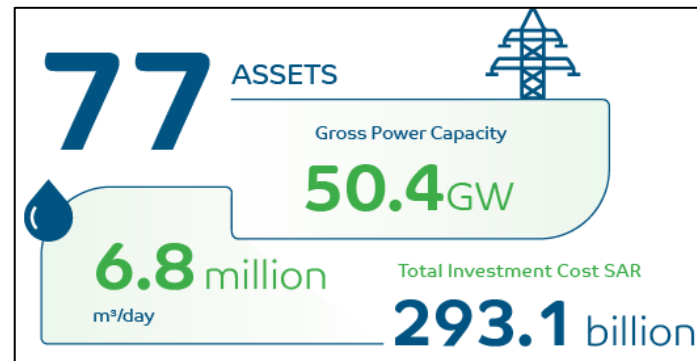 77 ASSETS
Gross Power Capacity
50.4GW
6.8 million
m³/day
Total Investment Cost SAR
293.1 billion